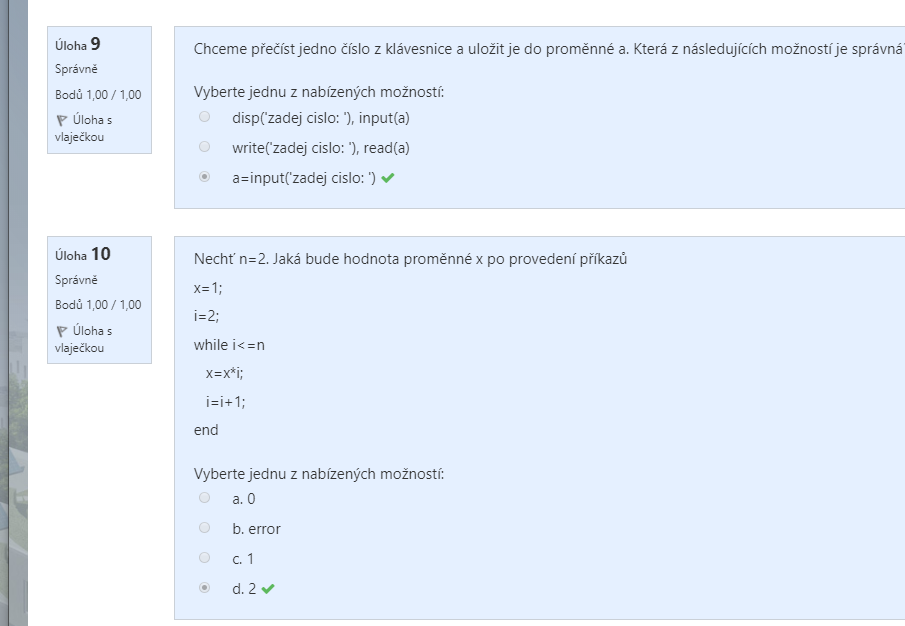 Úloha 9
Správně
Bodů 1,00 / 1,00
Úloha s
vlaječkou
Chceme přečíst jedno číslo z klávesnice a uložit je do proměnné a. Která z následujících možností je správná
Vyberte jednu z nabízených možností:
disp('zadej cislo: '), input(a)
write('zadej cislo: '), read(a)
a=input('zadej cislo: ')
Úloha 10
Správně
Bodů 1,00 / 1,00
Úloha s
vlaječkou
Nechť n=2. Jaká bude hodnota proměnné x po provedení příkazů
x=1;
i=2;
while i<=n
x=x*i;
i=i+1;
end
Vyberte jednu z nabízených možností:
a. 0
b. error
c. 1
d. 2